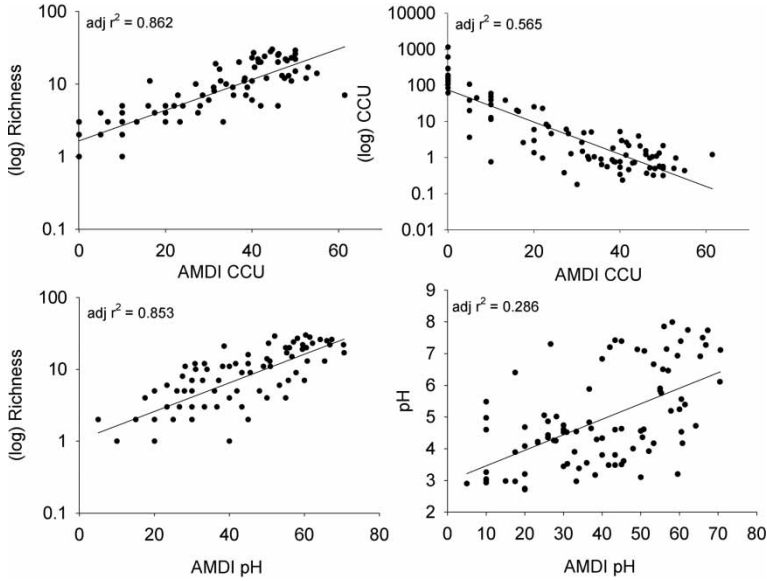 adj r² = 0.862
(log) Richness
100
10
1
0.1
0 20 40 60
AMDI CCU
adj r² = 0.565
(log) CCU
1000
100
10
1
0.1
0.01
0 20 40 60
AMDI CCU
adj r² = 0.853
(log) Richness
100
10
1
0.1
0 20 40 60 80
AMDI pH
adj r² = 0.286
pH
9
8
7
6
5
4
3
2
0 10 20 30 40 50 60 70 80
AMDI pH